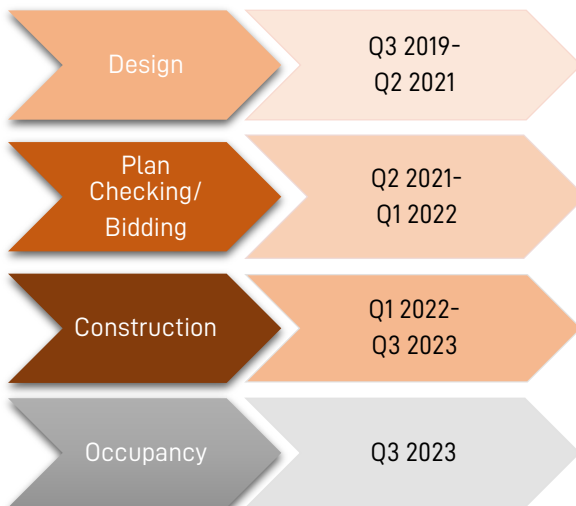 Design
Q3 2019-
Q2 2021
Plan
Checking/
Bidding
Q2 2021-
Q1 2022
Construction
Q1 2022-
Q3 2023
Occupancy
Q3 2023